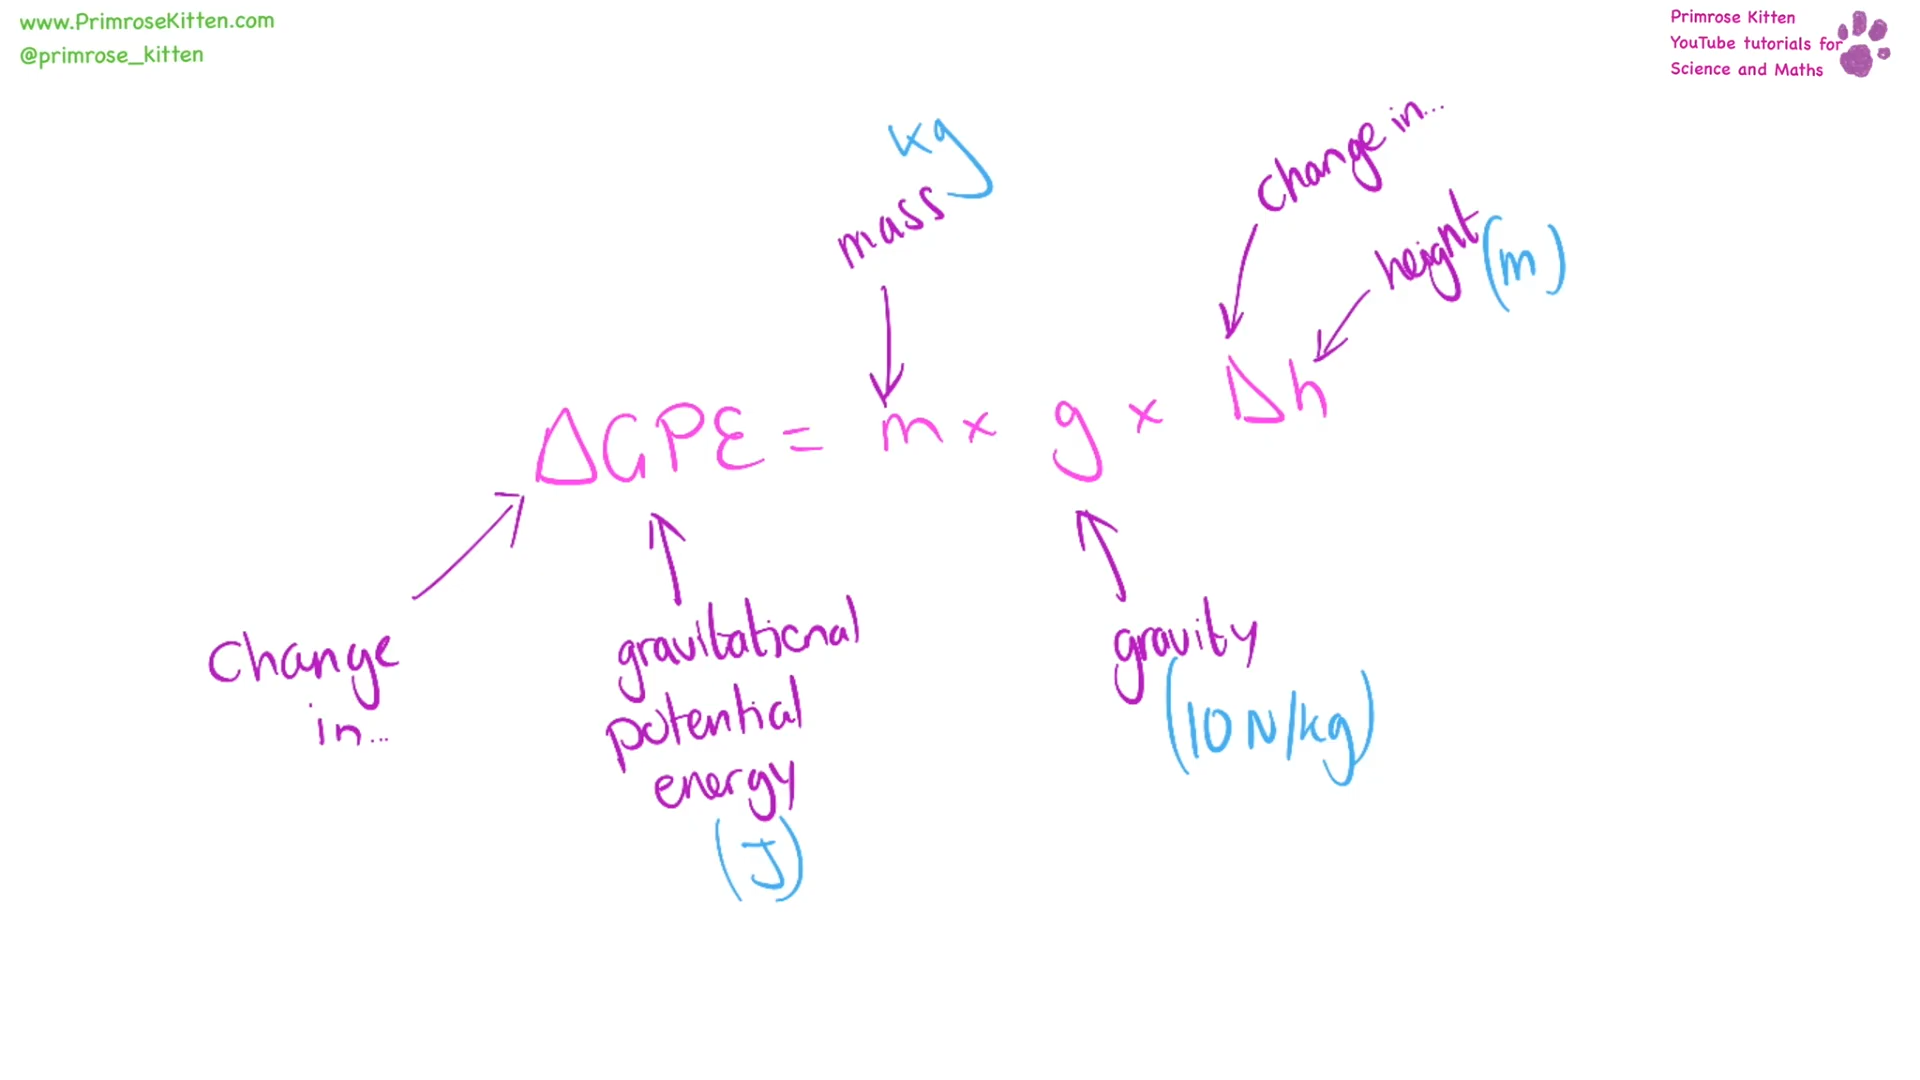 www.PrimroseKitten.com
@primrose_kitten
Primrose Kitten
YouTube tutorials for
Science and Maths
kg
mass
change in...
height (m)
ΔGPE = m × g × Δh
Change
in...
gravitational
potential
energy
(J)
gravity
(10N/kg)